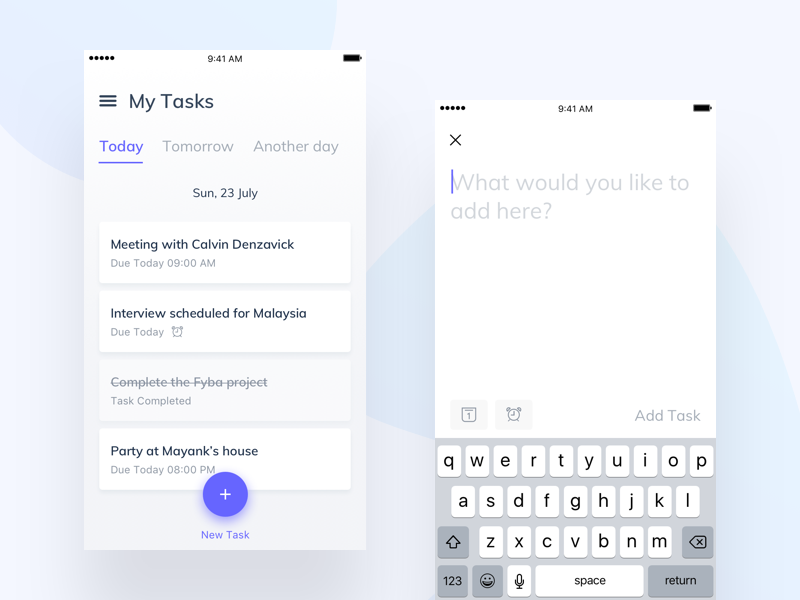 9:41 AM
My Tasks
Today Tomorrow Another day
Sun, 23 July
Meeting with Calvin Denzavick
Due Today 09:00 AM
Interview scheduled for Malaysia
Due Today
Complete the Fyba project
Task Completed
Party at Mayank’s house
Due Today 08:00 PM
+
New Task
9:41 AM
What would you like to
add here?
1
Add Task
q w e r t y u i o p
a s d f g h j k l
z x c v b n m
123 space return